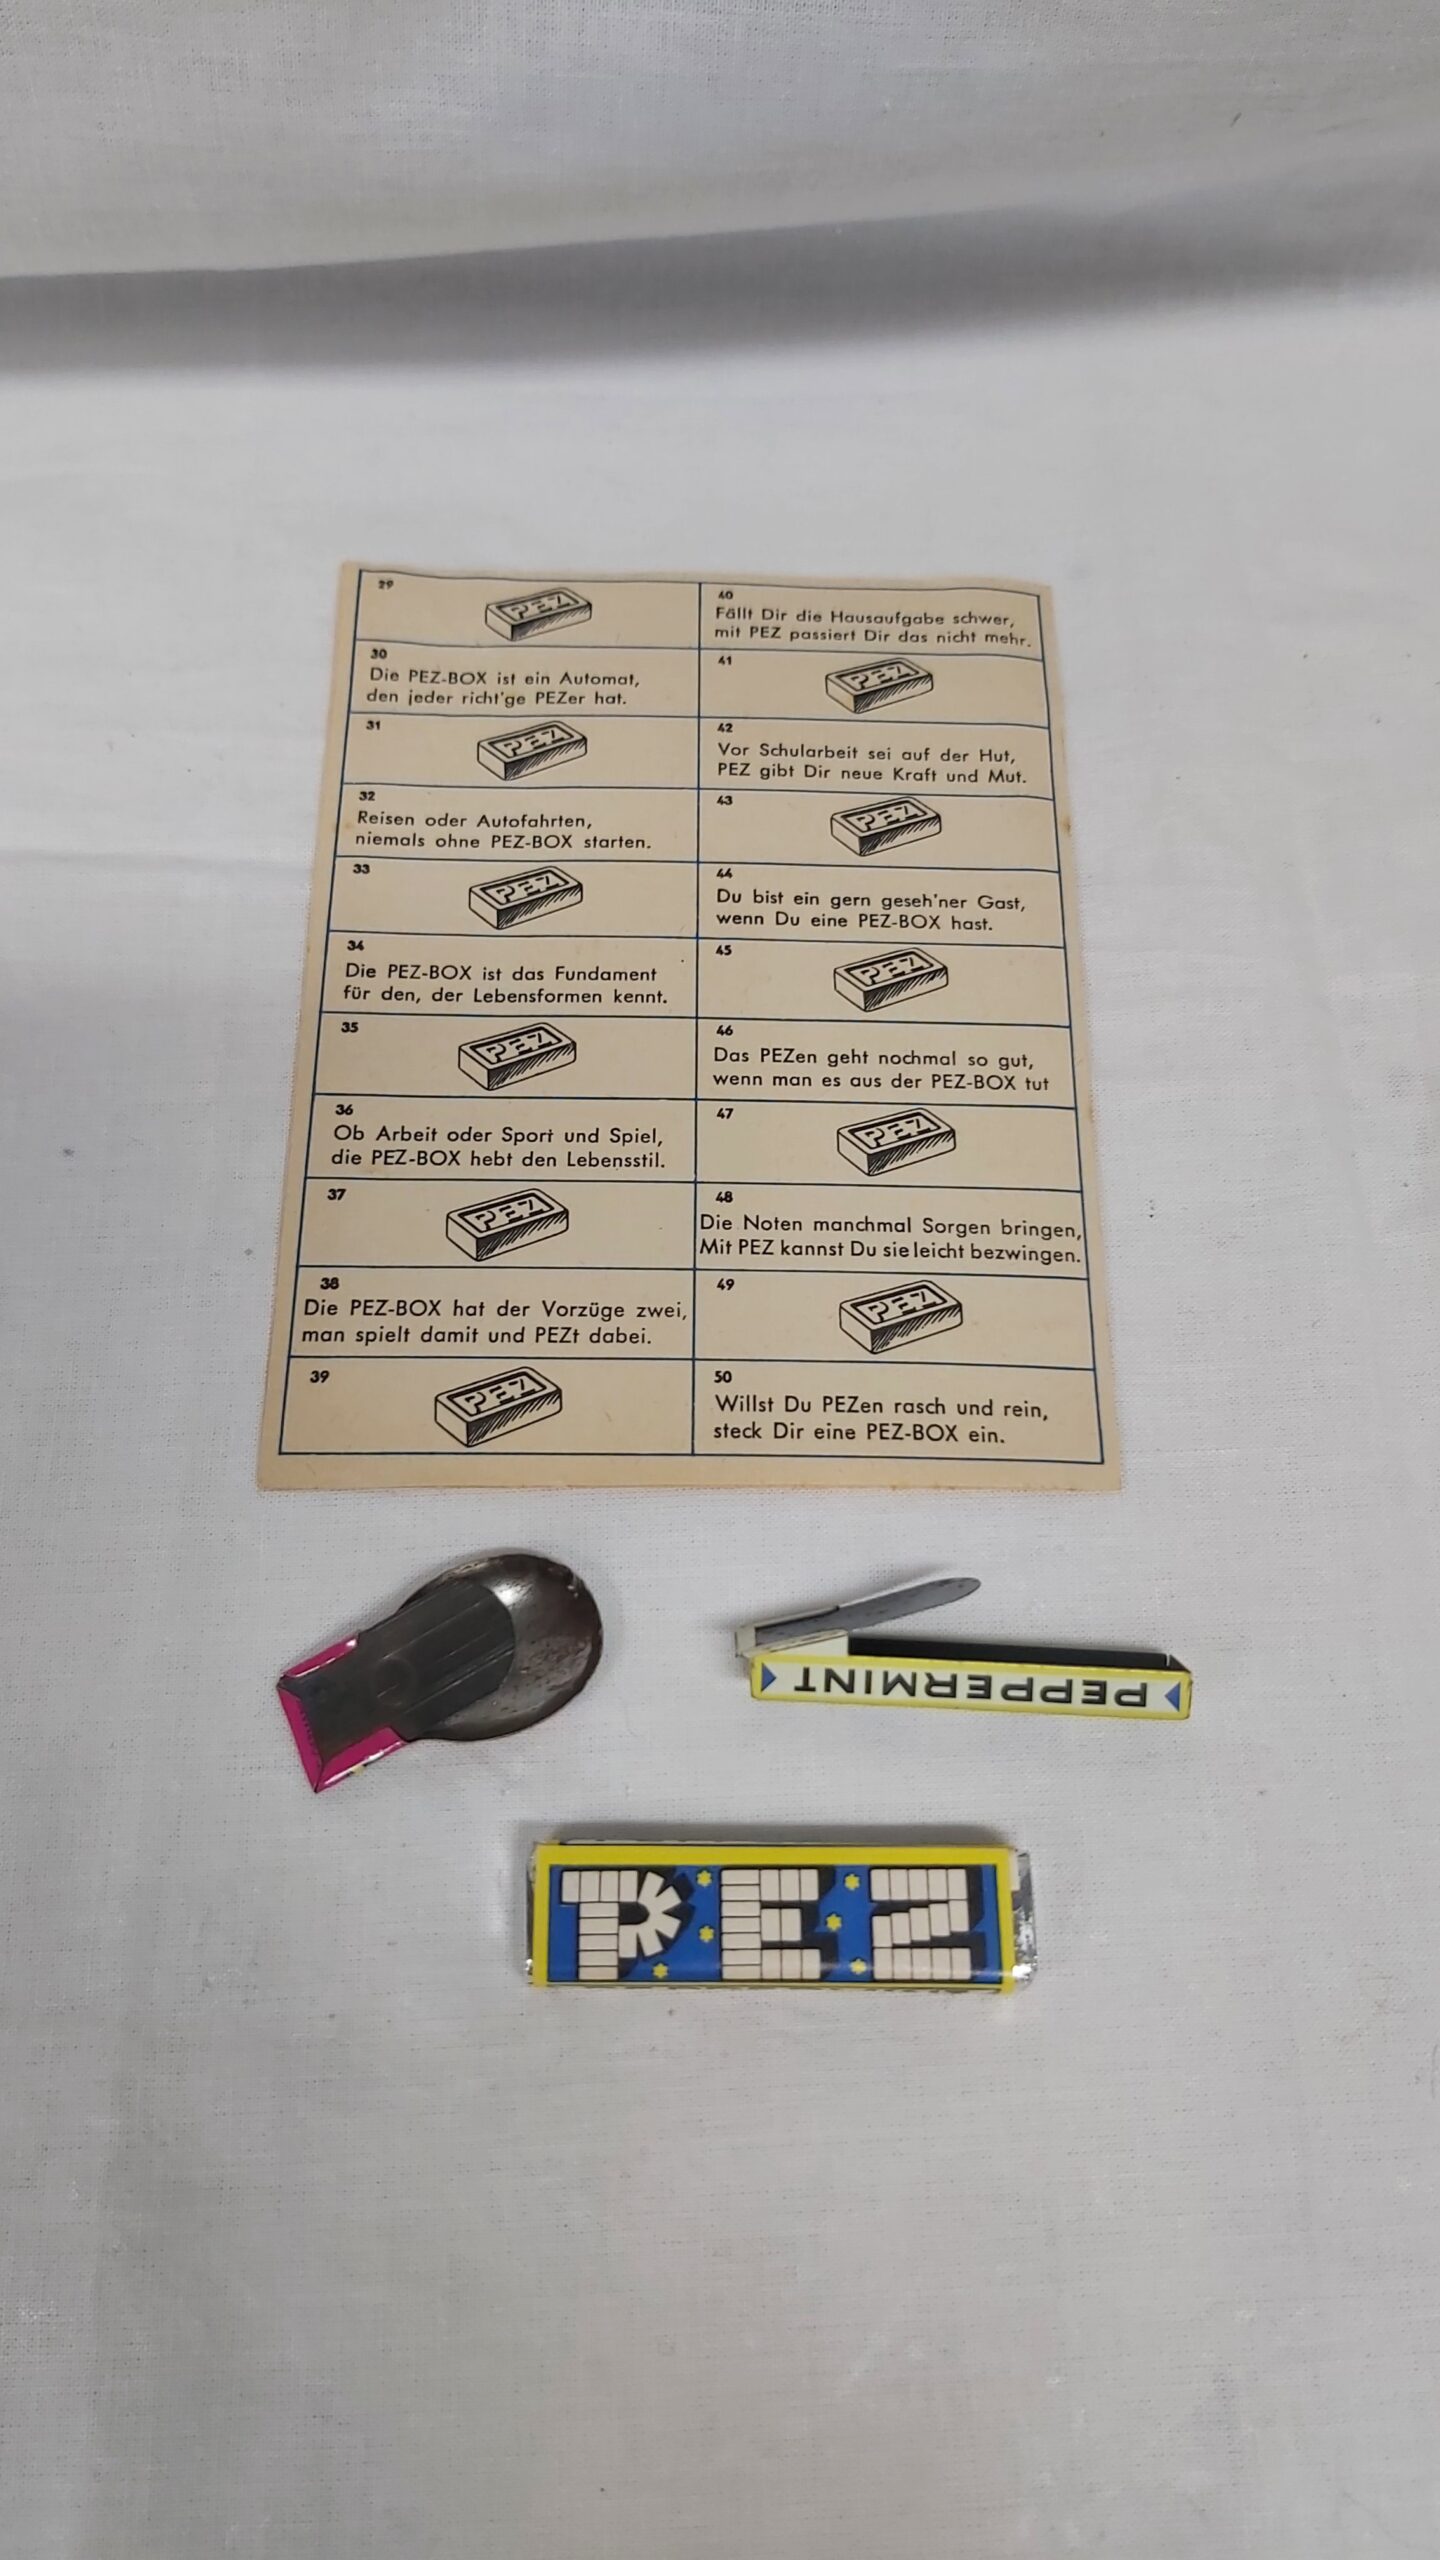 29
PEZ
30
Die PEZ-BOX ist ein Automat,
den jeder richt'ge PEZer hat.
31
PEZ
32
Reisen oder Autofahrten,
niemals ohne PEZ-BOX starten.
33
PEZ
34
Die PEZ-BOX ist das Fundament
für den, der Lebensformen kennt.
35
PEZ
36
Ob Arbeit oder Sport und Spiel,
die PEZ-BOX hebt den Lebensstil.
37
PEZ
38
Die PEZ-BOX hat der Vorzüge zwei,
man spielt damit und PEZt dabei.
39
PEZ
40
Fällt Dir die Hausaufgabe schwer,
mit PEZ passiert Dir das nicht mehr.
41
PEZ
42
Vor Schularbeit sei auf der Hut,
PEZ gibt Dir neue Kraft und Mut.
43
PEZ
44
Du bist ein gern geseh'ner Gast,
wenn Du eine PEZ-BOX hast.
45
PEZ
46
Das PEZen geht nochmal so gut,
wenn man es aus der PEZ-BOX tut
47
PEZ
48
Die Noten manchmal Sorgen bringen,
Mit PEZ kannst Du sie leicht bezwingen.
49
PEZ
50
Willst Du PEZen rasch und rein,
steck Dir eine PEZ-BOX ein.
PEPPERMINT
PEZ